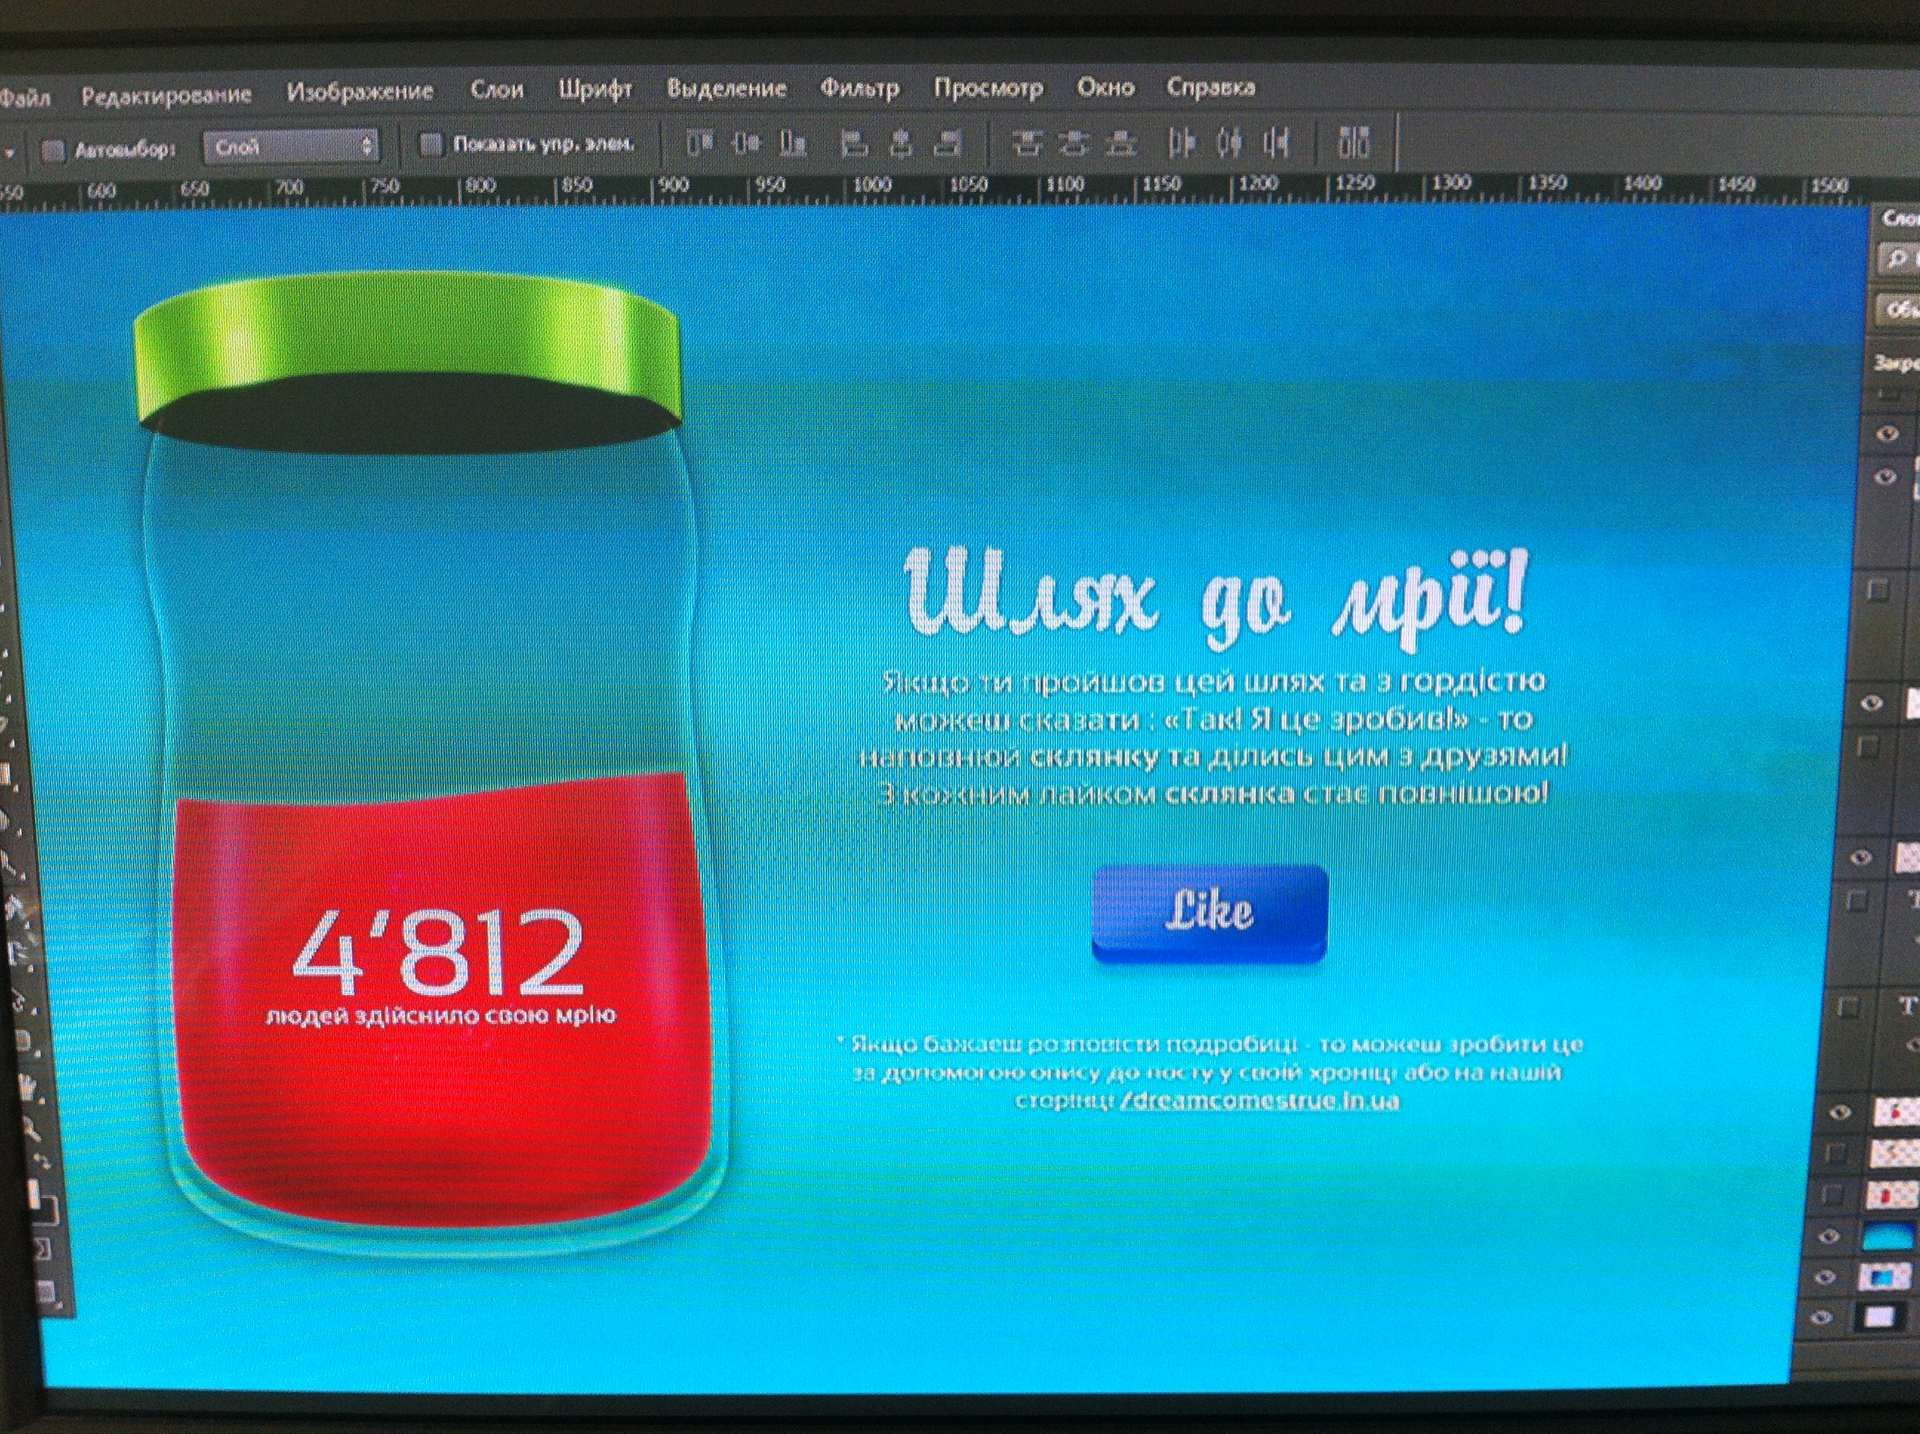 Файл Редактирование Изображение Слои Шрифт Выделение Фильтр Просмотр Окно Справка
Автовыбор: Слой Показать упр. элем.
600 650 700 750 800 850 900 950 1000 1050 1100 1150 1200 1250 1300 1350 1400 1450 1500
Шлях до мрії!
Якщо ти пройшов цей шлях та з гордістю
можеш сказати : «Так! Я це зробив!» - то
наповнюй склянку та ділись цим з друзями!
З кожним лайком склянка стає повнішою!
Like
4'812
людей здійснило свою мрію
* Якщо бажаєш розповісти подробиці - то можеш зробити це
за допомогою опису до посту у своїй хроніці або на нашій
сторінці /dreamcomestrue.in.ua